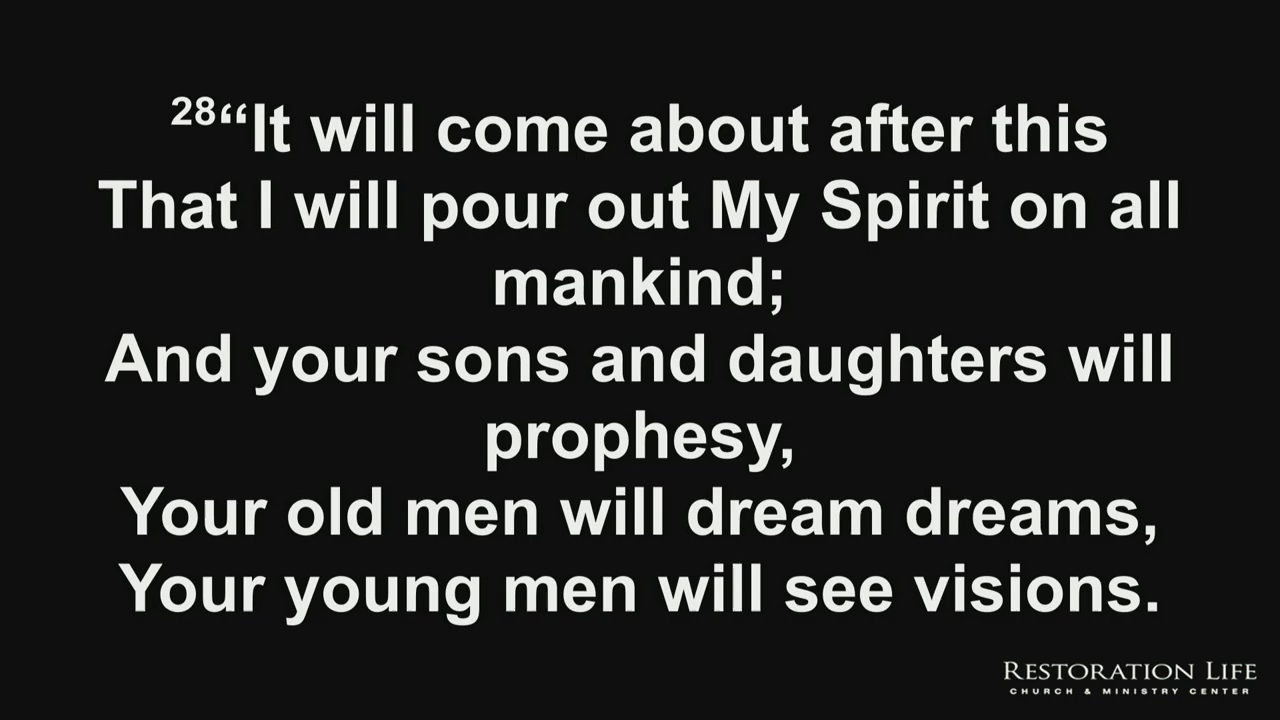 28“It will come about after this
That I will pour out My Spirit on all
mankind;
And your sons and daughters will
prophesy,
Your old men will dream dreams,
Your young men will see visions.
RESTORATION LIFE
CHURCH & MINISTRY CENTER